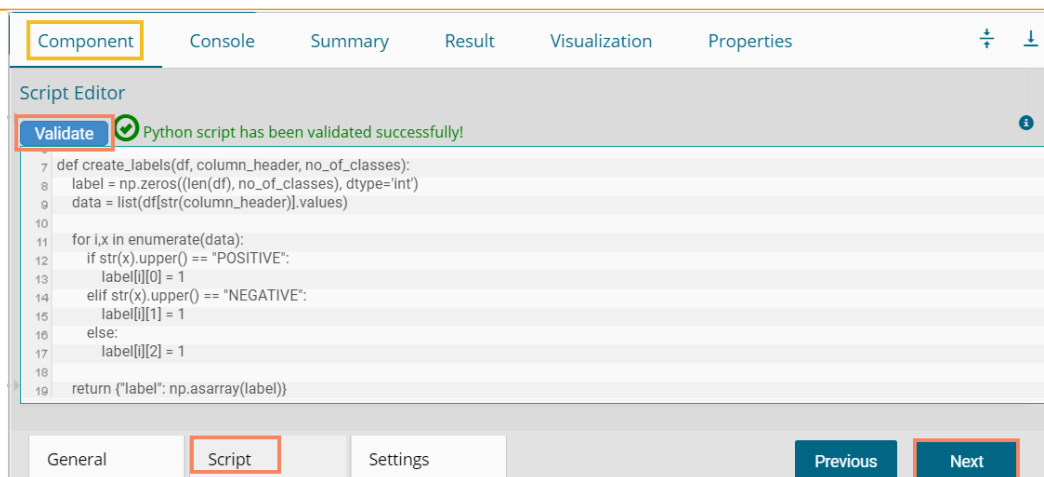 Component Console Summary Result Visualization Properties
Script Editor
Validate Python script has been validated successfully!
7 def create_labels(df, column_header, no_of_classes):
8 label = np.zeros((len(df), no_of_classes), dtype='int')
9 data = list(df[str(column_header)].values)
10
11 for i,x in enumerate(data):
12 if str(x).upper() == "POSITIVE":
13 label[i][0] = 1
14 elif str(x).upper() == "NEGATIVE":
15 label[i][1] = 1
16 else:
17 label[i][2] = 1
18
19 return {"label": np.asarray(label)}
General Script Settings Previous Next